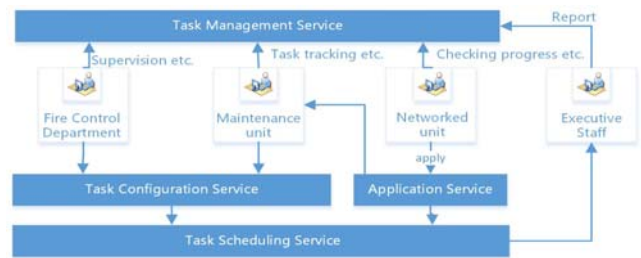 Task Management Service
Report
Supervision etc.
Task tracking etc.
Checking progress etc.
Fire Control
Department
Maintenance
unit
Networked
unit
Executive
Staff
apply
Task Configuration Service
Application Service
Task Scheduling Service